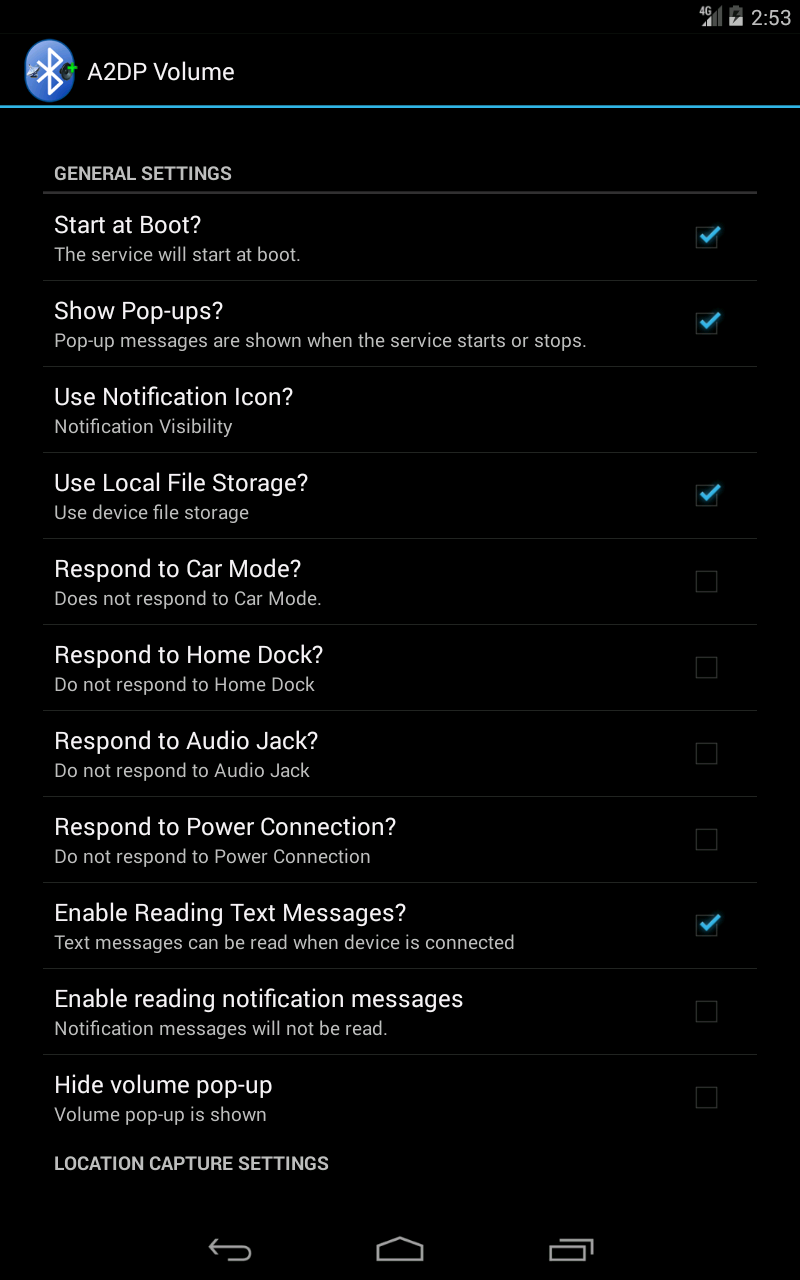 4G 2:53
A2DP Volume
GENERAL SETTINGS
Start at Boot?
The service will start at boot.
Show Pop-ups?
Pop-up messages are shown when the service starts or stops.
Use Notification Icon?
Notification Visibility
Use Local File Storage?
Use device file storage
Respond to Car Mode?
Does not respond to Car Mode.
Respond to Home Dock?
Do not respond to Home Dock
Respond to Audio Jack?
Do not respond to Audio Jack
Respond to Power Connection?
Do not respond to Power Connection
Enable Reading Text Messages?
Text messages can be read when device is connected
Enable reading notification messages
Notification messages will not be read.
Hide volume pop-up
Volume pop-up is shown
LOCATION CAPTURE SETTINGS